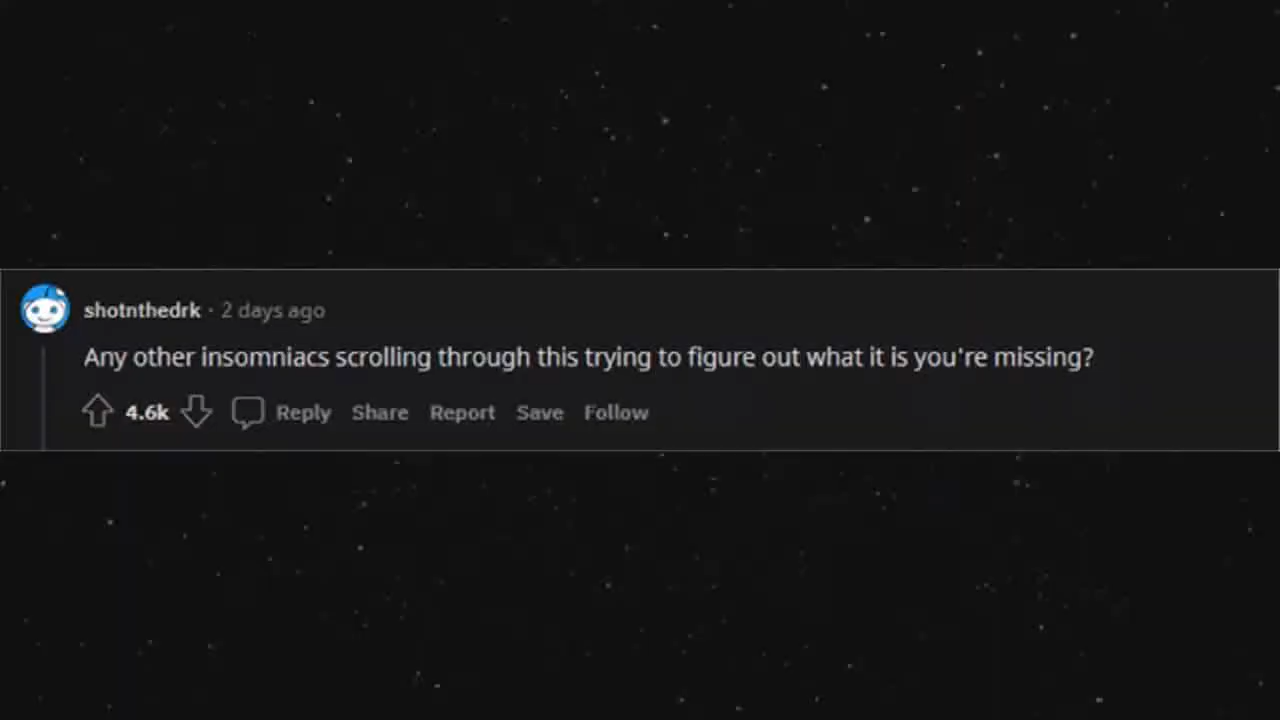 shotnthedrk · 2 days ago
Any other insomniacs scrolling through this trying to figure out what it is you're missing?
4.6k Reply Share Report Save Follow